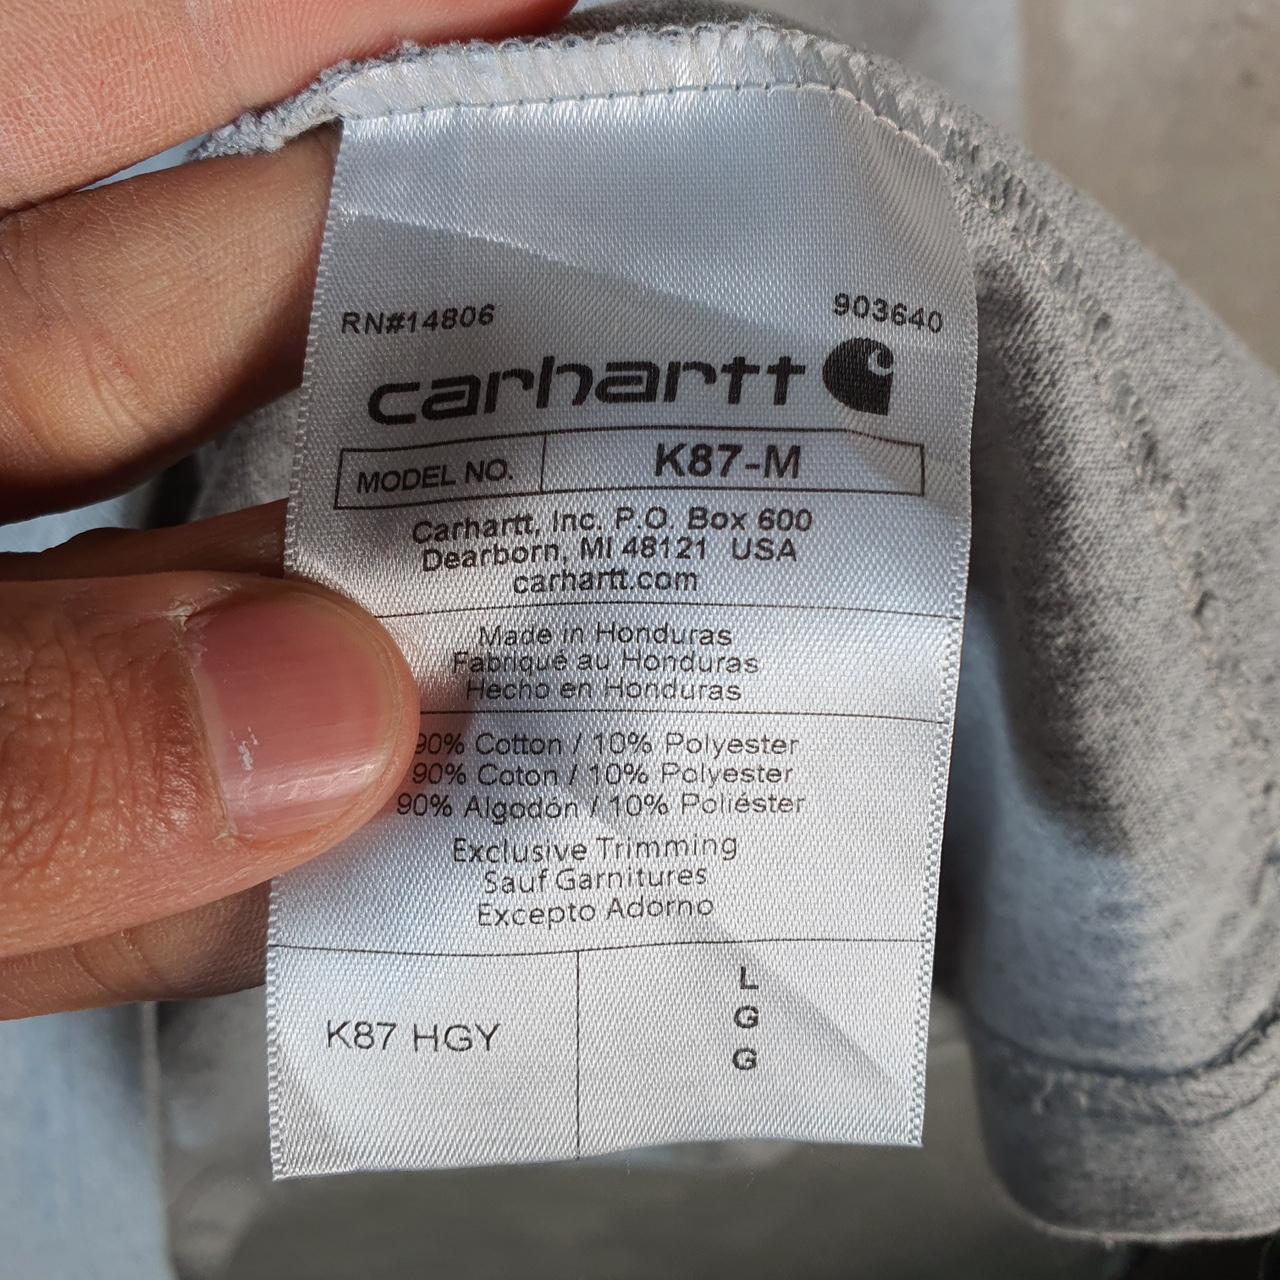 RN#14806 903640
carhartt
MODEL NO. K87-M
Carhartt, Inc. P.O. Box 600
Dearborn, MI 48121 USA
carhartt.com
Made in Honduras
Fabriqué au Honduras
Hecho en Honduras
90% Cotton / 10% Polyester
90% Coton / 10% Polyester
90% Algodón / 10% Poliéster
Exclusive Trimming
Sauf Garnitures
Excepto Adorno
K87 HGY
L
G
G